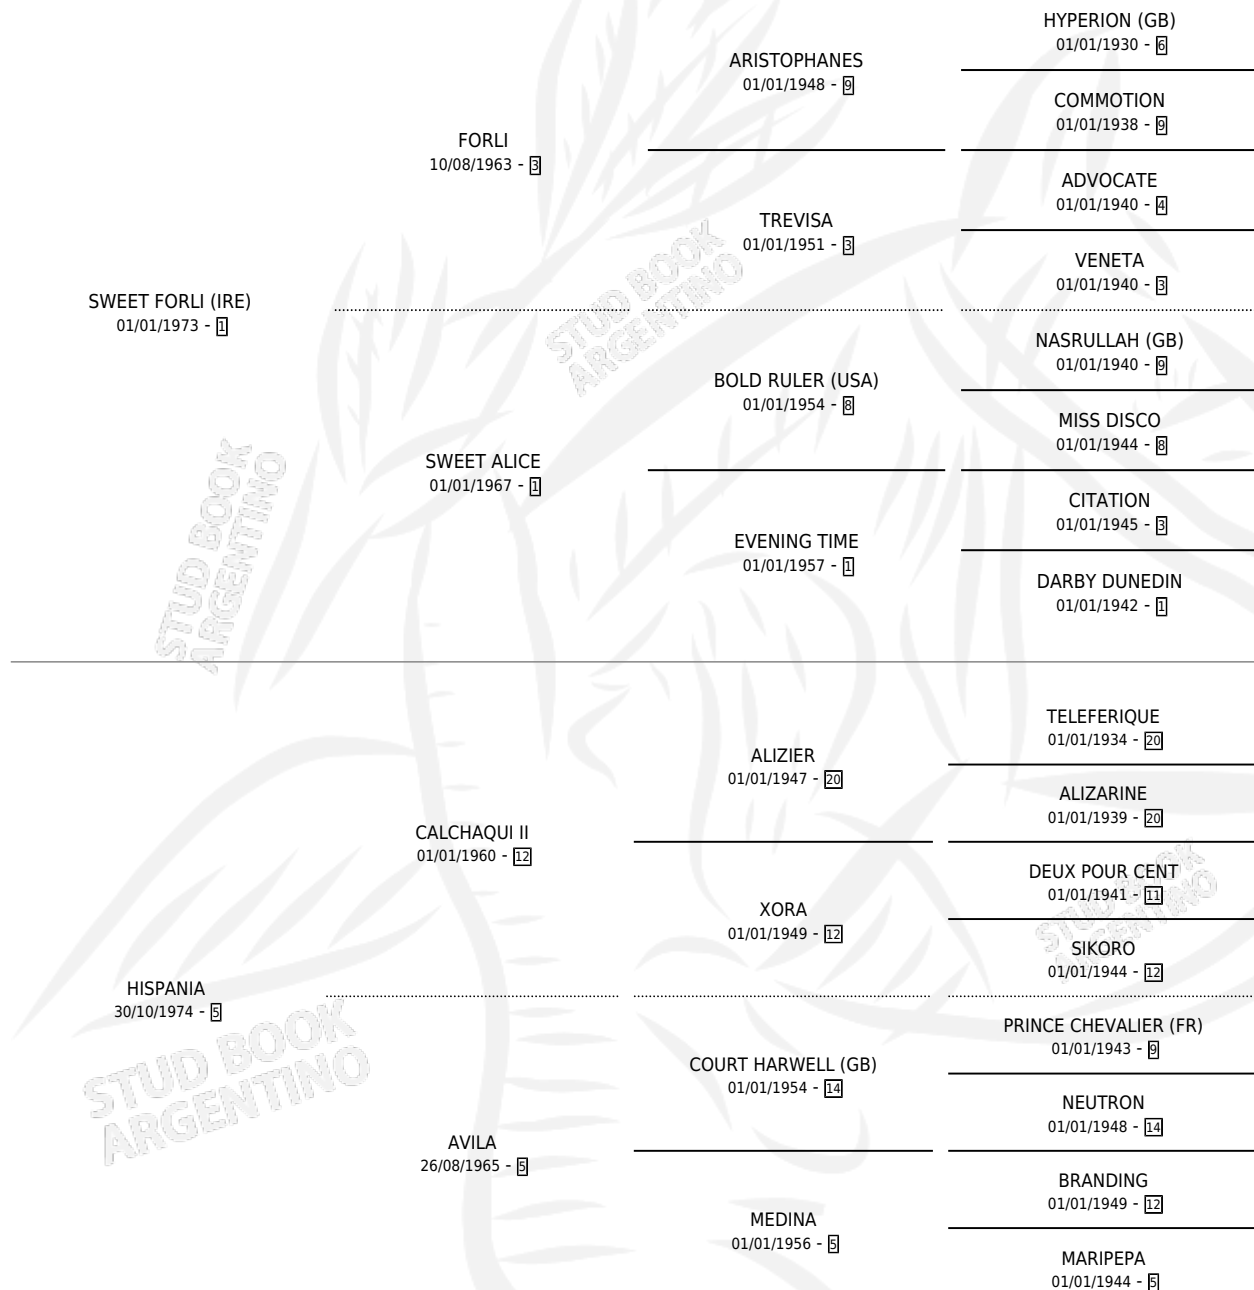 HYPERION (GB)
01/01/1930 - 6
ARISTOPHANES
01/01/1948 - 9
COMMOTION
01/01/1938 - 9
FORLI
10/08/1963 - 3
ADVOCATE
01/01/1940 - 4
TREVISA
01/01/1951 - 3
VENETA
01/01/1940 - 3
SWEET FORLI (IRE)
01/01/1973 - 1
STUD BOOK
ARGENTINO
NASRULLAH (GB)
01/01/1940 - 9
BOLD RULER (USA)
01/01/1954 - 8
MISS DISCO
01/01/1944 - 8
SWEET ALICE
01/01/1967 - 1
CITATION
01/01/1945 - 3
EVENING TIME
01/01/1957 - 1
DARBY DUNEDIN
01/01/1942 - 1
STUD BOOK
ARGENTINO
TELEFERIQUE
01/01/1934 - 20
ALIZIER
01/01/1947 - 20
ALIZARINE
01/01/1939 - 20
CALCHAQUI II
01/01/1960 - 12
DEUX POUR CENT
01/01/1941 - 11
XORA
01/01/1949 - 12
STUD BOOK
ARGENTINO
SIKORO
01/01/1944 - 12
HISPANIA
30/10/1974 - 5
STUD BOOK
ARGENTINO
PRINCE CHEVALIER (FR)
01/01/1943 - 9
COURT HARWELL (GB)
01/01/1954 - 14
NEUTRON
01/01/1948 - 14
AVILA
26/08/1965 - 5
BRANDING
01/01/1949 - 12
MEDINA
01/01/1956 - 5
MARIPEPA
01/01/1944 - 5